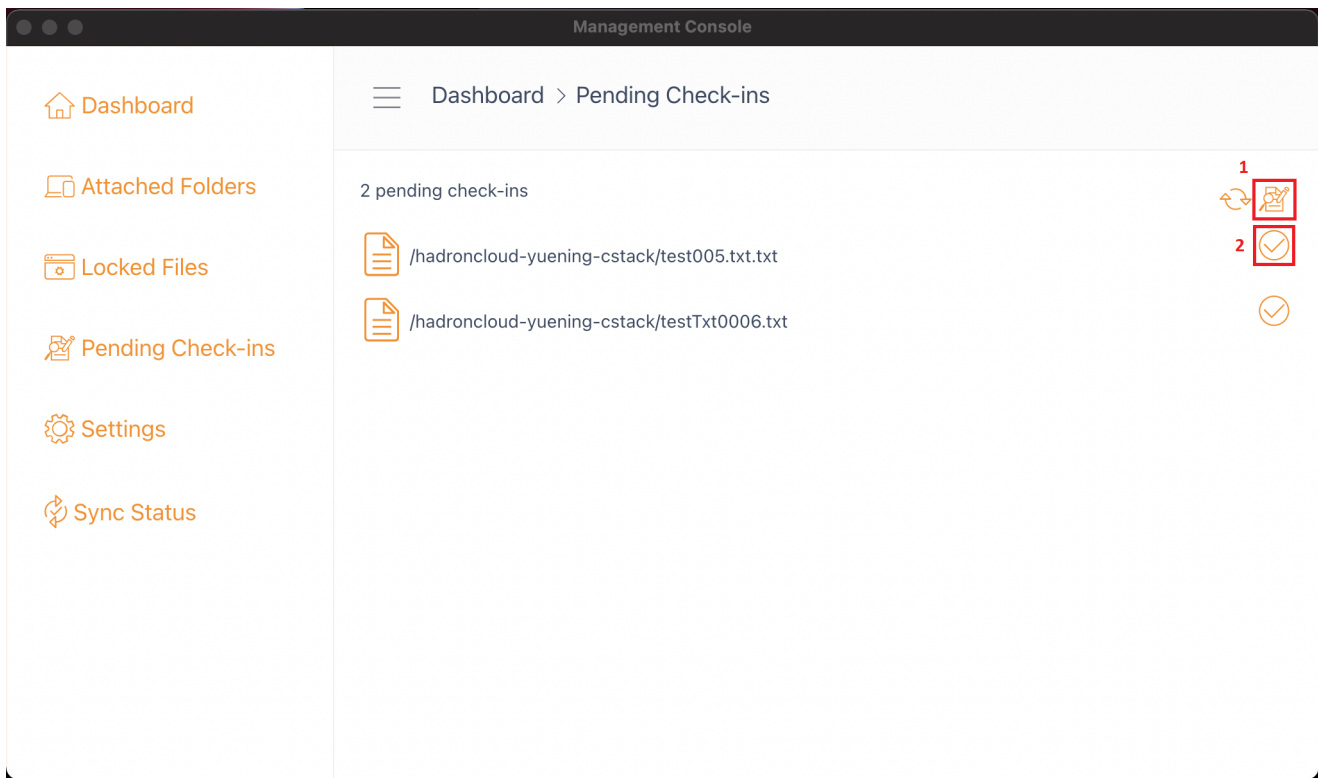 Management Console
Dashboard
Attached Folders
Locked Files
Pending Check-ins
Settings
Sync Status
Dashboard > Pending Check-ins
2 pending check-ins
1
/hadroncloud-yuening-cstack/test005.txt.txt
2
/hadroncloud-yuening-cstack/testTxt0006.txt